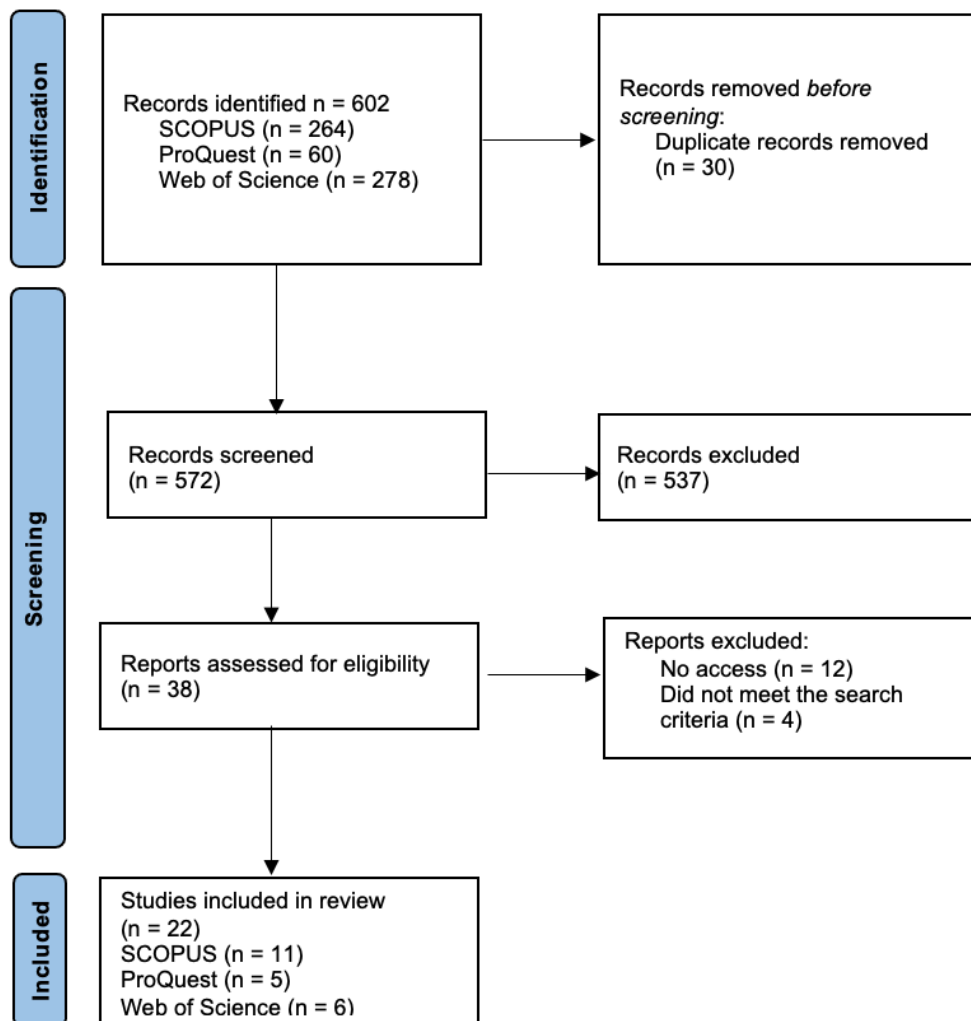 Identification
Records identified n = 602
SCOPUS (n = 264)
ProQuest (n = 60)
Web of Science (n = 278)
Records removed before
screening:
Duplicate records removed
(n = 30)
Screening
Records screened
(n = 572)
Records excluded
(n = 537)
Reports assessed for eligibility
(n = 38)
Reports excluded:
No access (n = 12)
Did not meet the search
criteria (n = 4)
Included
Studies included in review
(n = 22)
SCOPUS (n = 11)
ProQuest (n = 5)
Web of Science (n = 6)